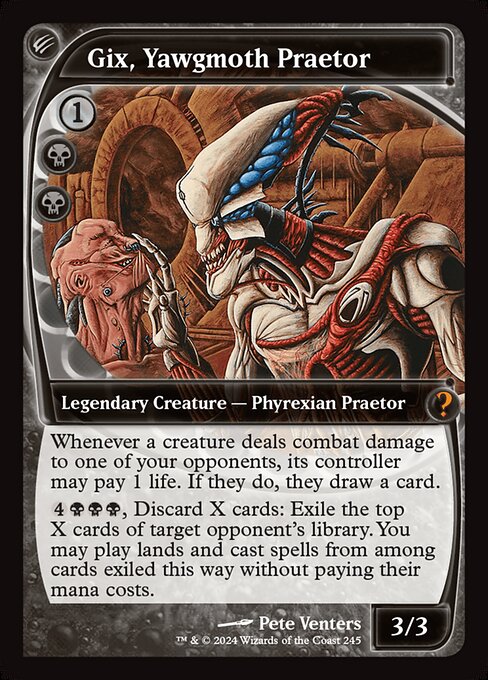 Gix, Yawgmoth Praetor
1
Legendary Creature — Phyrexian Praetor
?
Whenever a creature deals combat damage
to one of your opponents, its controller
may pay 1 life. If they do, they draw a card.
4, Discard X cards: Exile the top
X cards of target opponent's library. You
may play lands and cast spells from among
cards exiled this way without paying their
mana costs.
Pete Venters
™ & © 2024 Wizards of the Coast 245
3/3